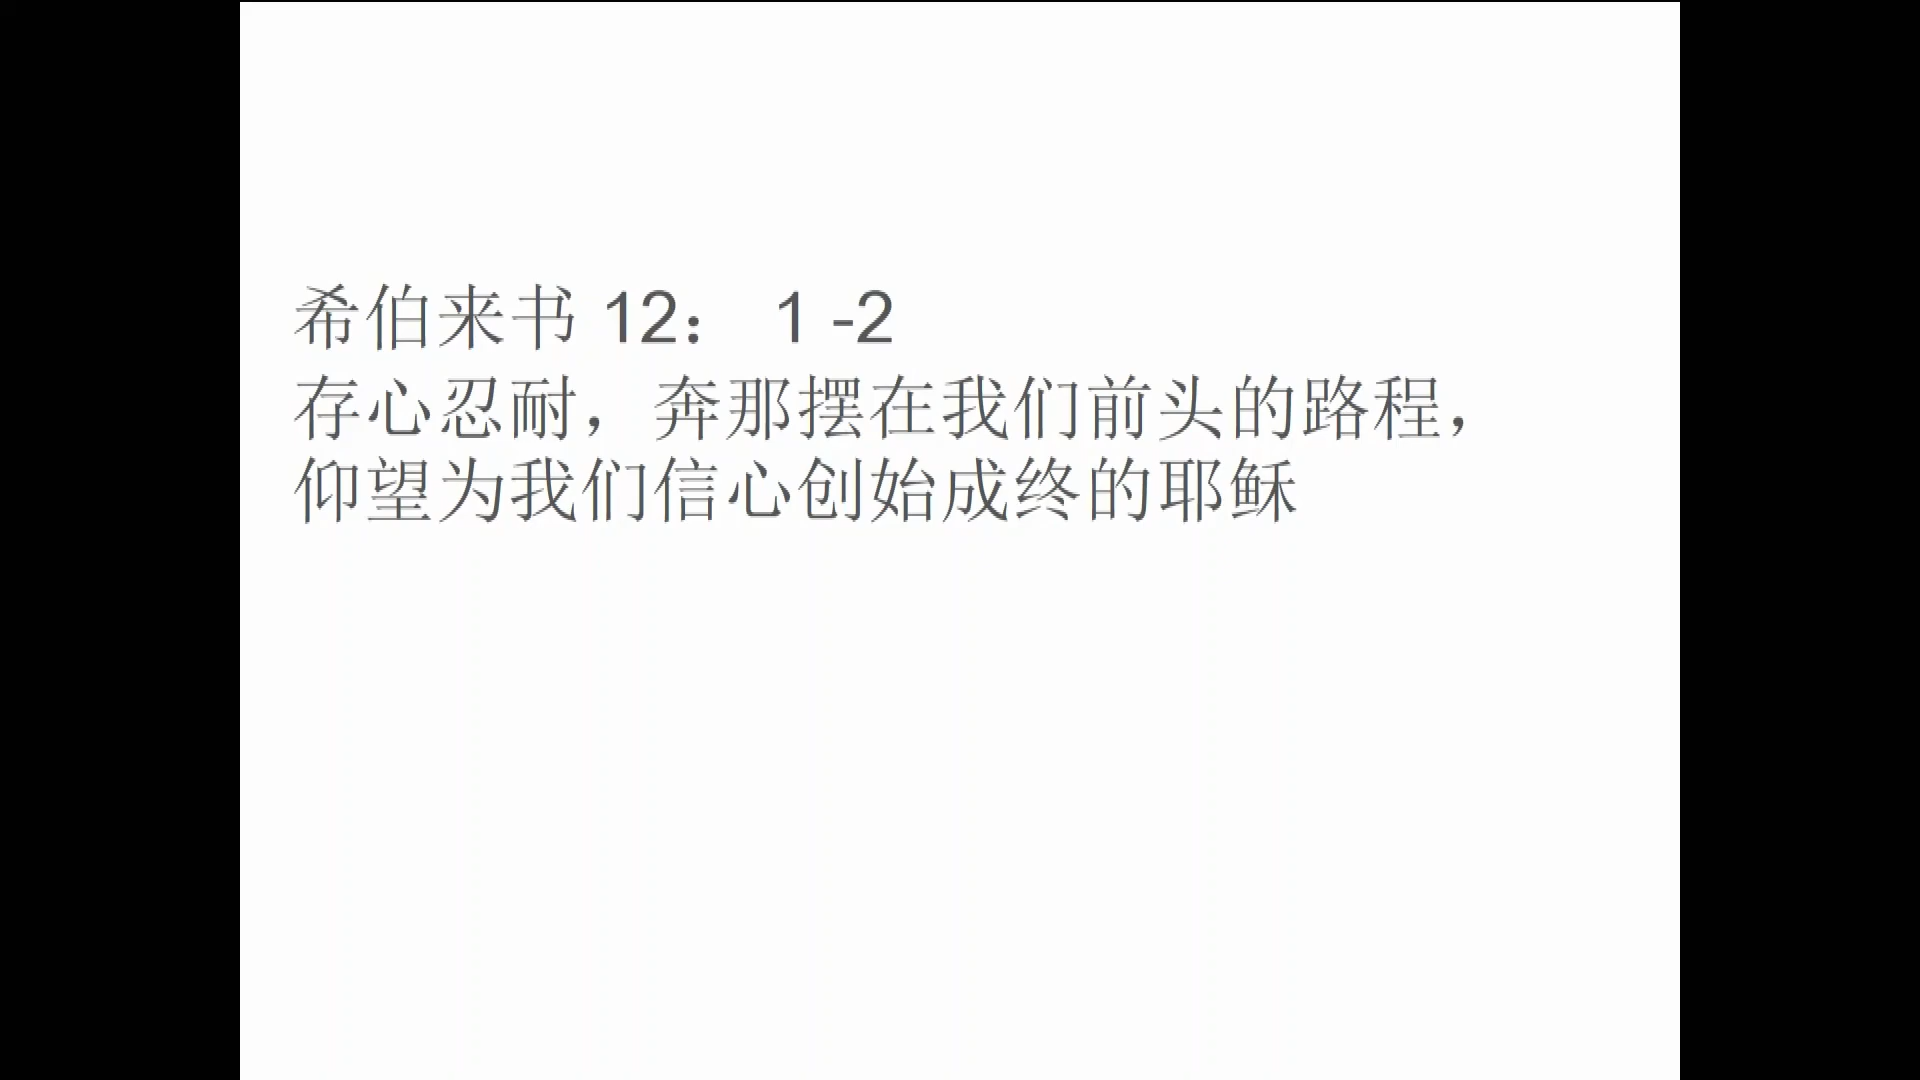 希伯来书 12： 1 -2
存心忍耐，奔那摆在我们前头的路程，
仰望为我们信心创始成终的耶稣